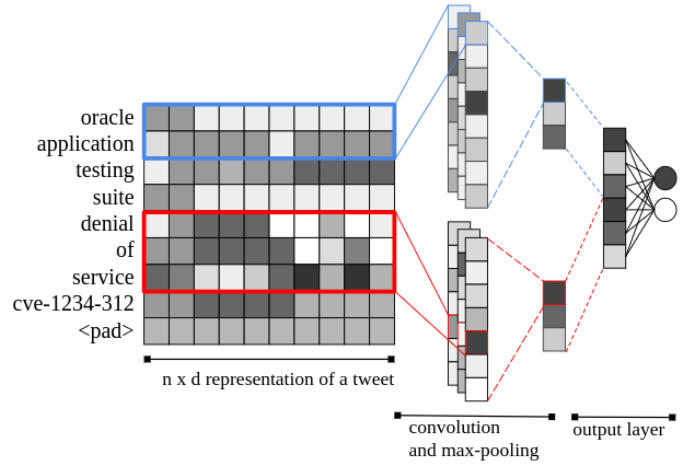 oracle
application
testing
suite
denial
of
service
cve-1234-312
<pad>
n x d representation of a tweet
convolution
and max-pooling
output layer